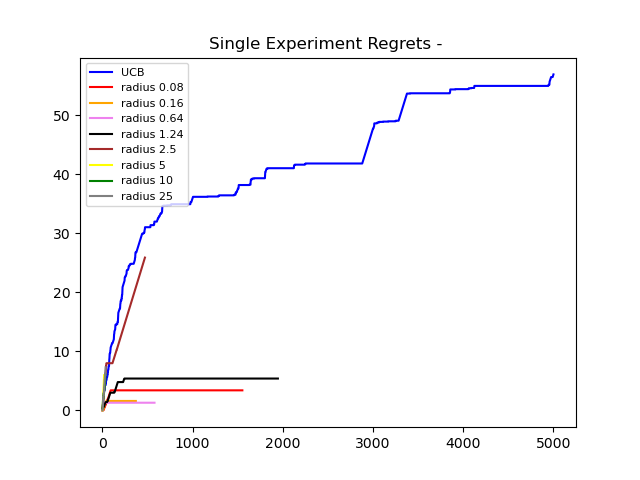 Single Experiment Regrets -
UCB
radius 0.08
radius 0.16
radius 0.64
radius 1.24
radius 2.5
radius 5
radius 10
radius 25
50
40
30
20
10
0
0 1000 2000 3000 4000 5000